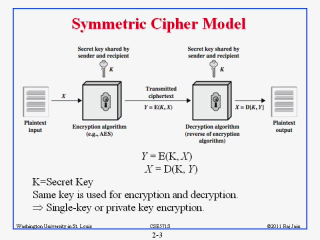 Symmetric Cipher Model
Secret key shared by
sender and recipient
Secret key shared by
sender and recipient
K
K
X
Transmitted
ciphertext
Y = E(K, X)
X = D(K, Y)
Plaintext
input
Encryption algorithm
(e.g., AES)
Decryption algorithm
(reverse of encryption
algorithm)
Plaintext
output
Y = E(K, X)
X = D(K, Y)
K=Secret Key
Same key is used for encryption and decryption.
⇒ Single-key or private key encryption.
Washington University in St. Louis
CSE571S
©2011 Raj Jain
2-3